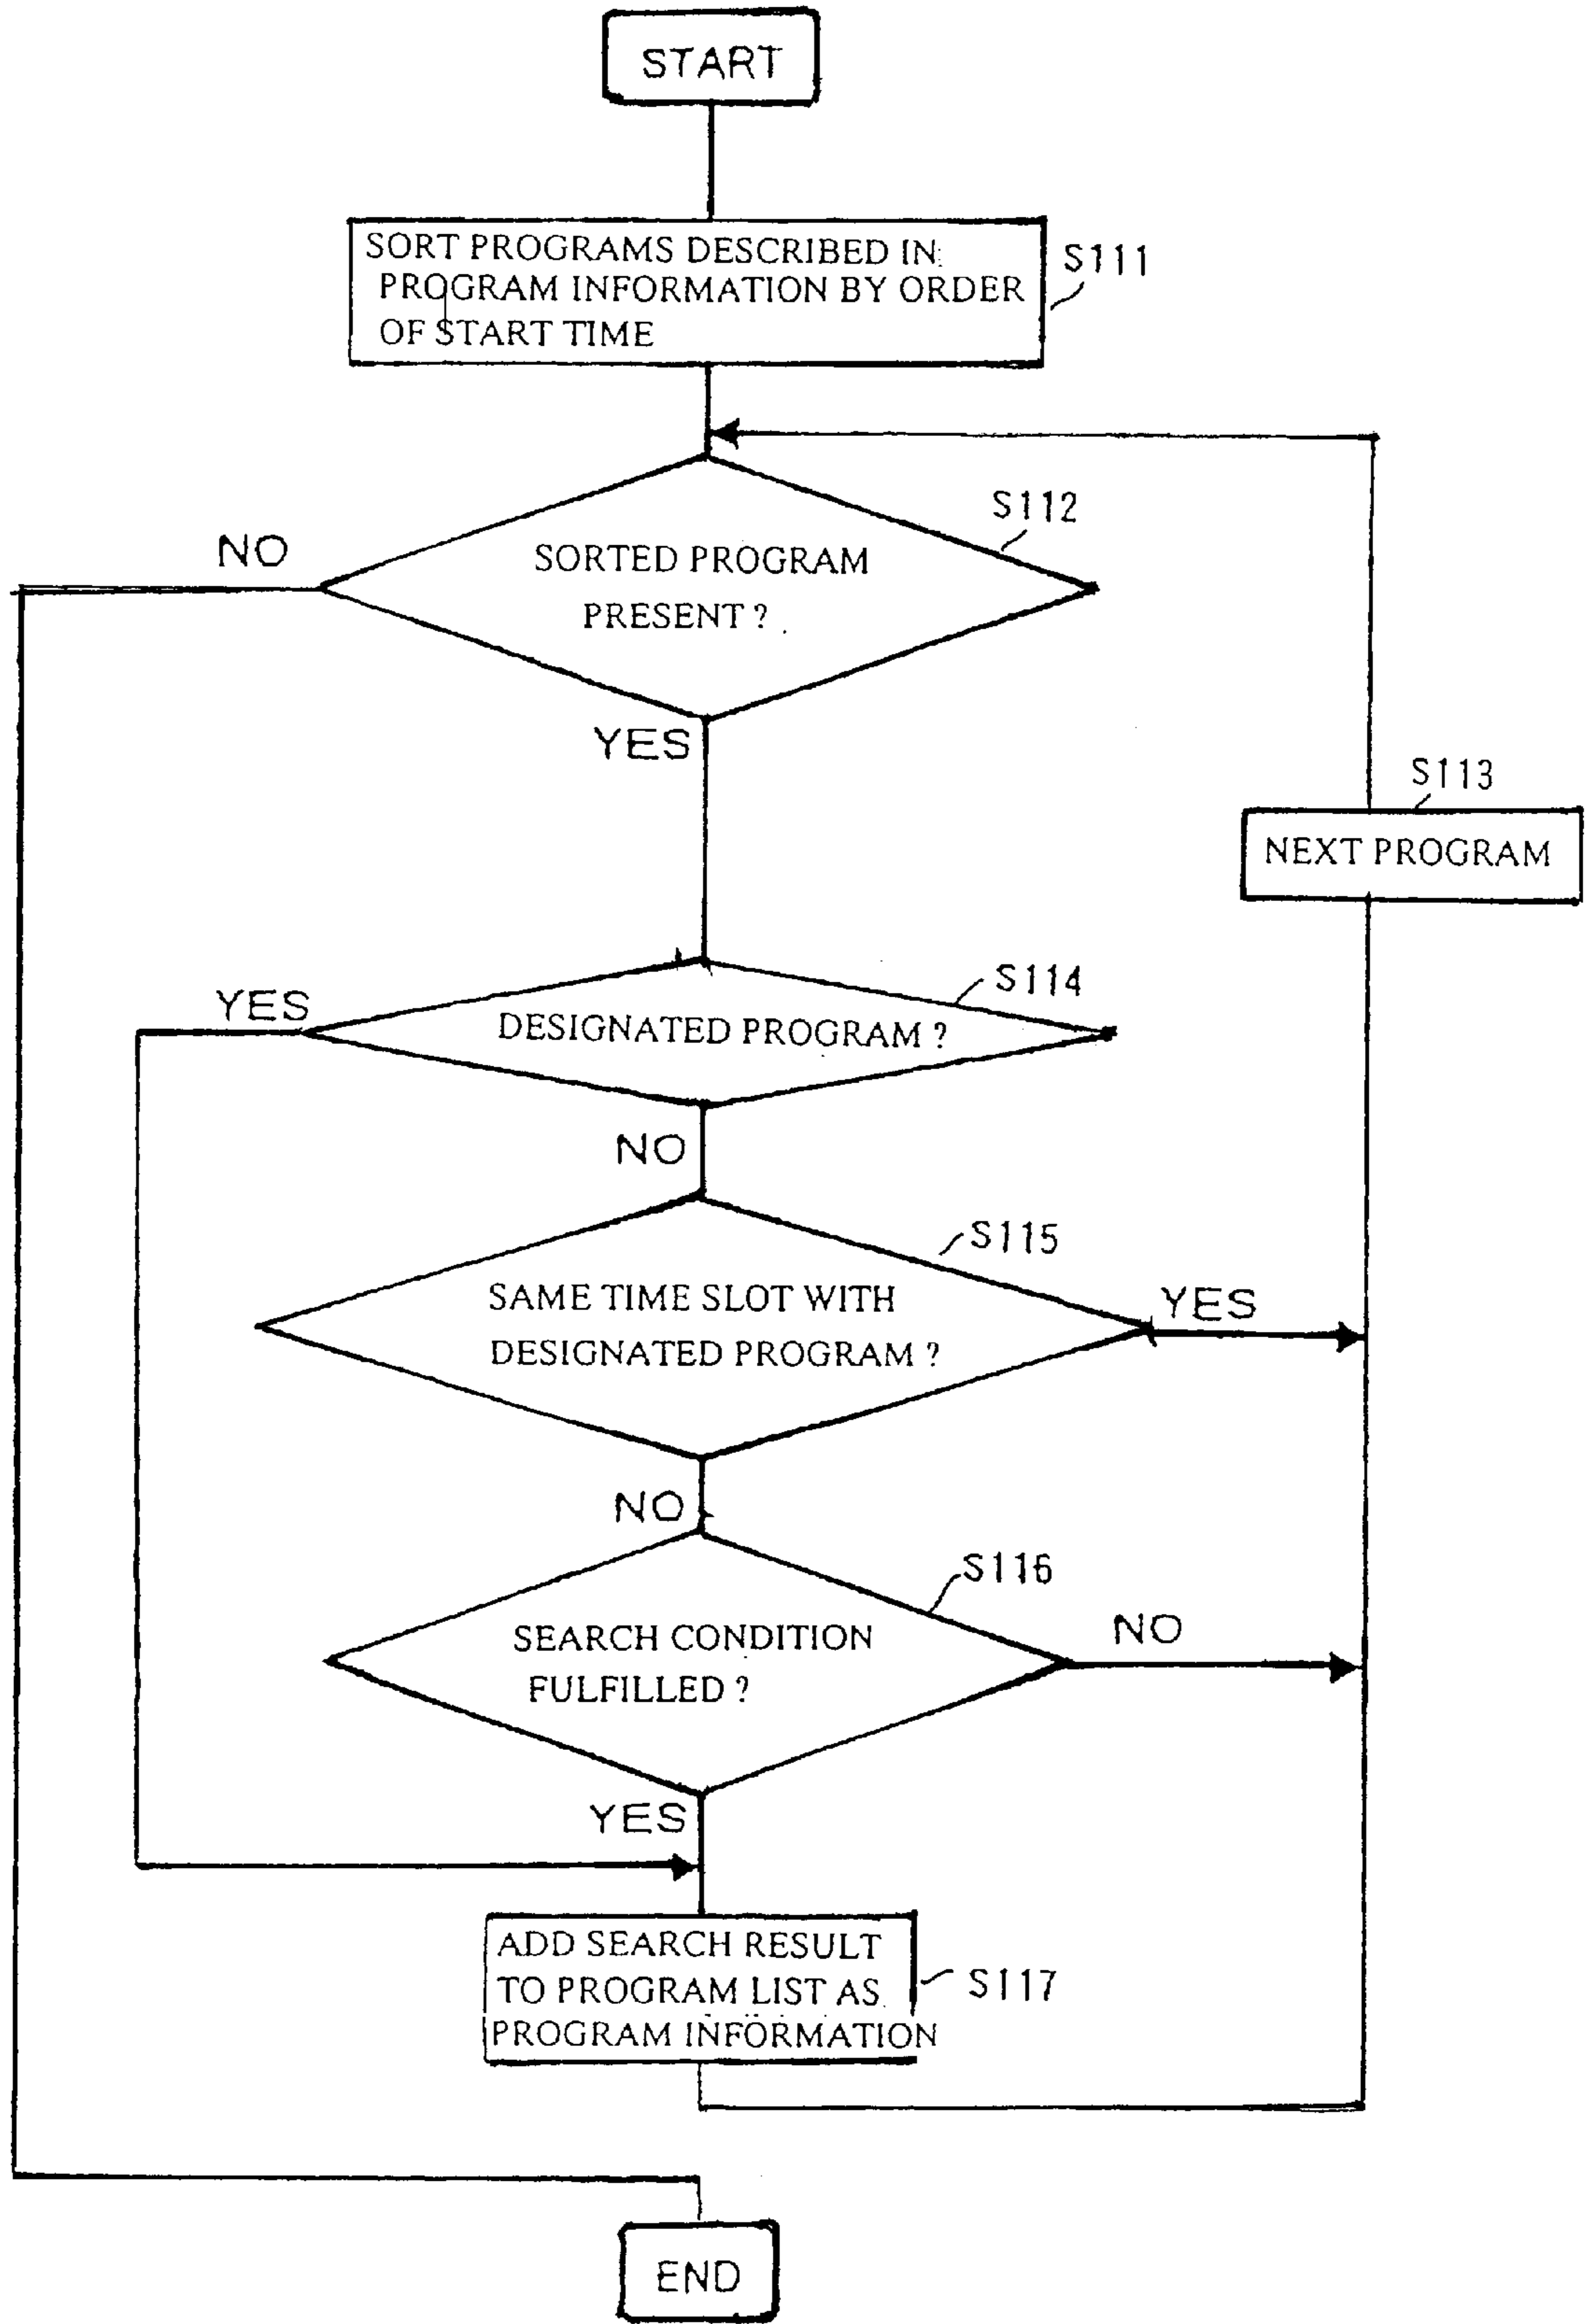 START
SORT PROGRAMS DESCRIBED IN
PROGRAM INFORMATION BY ORDER
OF START TIME
S111
S112
NO
SORTED PROGRAM
PRESENT ?
YES
S113
NEXT PROGRAM
S114
YES
DESIGNATED PROGRAM ?
NO
S115
SAME TIME SLOT WITH
DESIGNATED PROGRAM ?
YES
NO
S116
SEARCH CONDITION
FULFILLED ?
NO
YES
ADD SEARCH RESULT
TO PROGRAM LIST AS
PROGRAM INFORMATION
S117
END